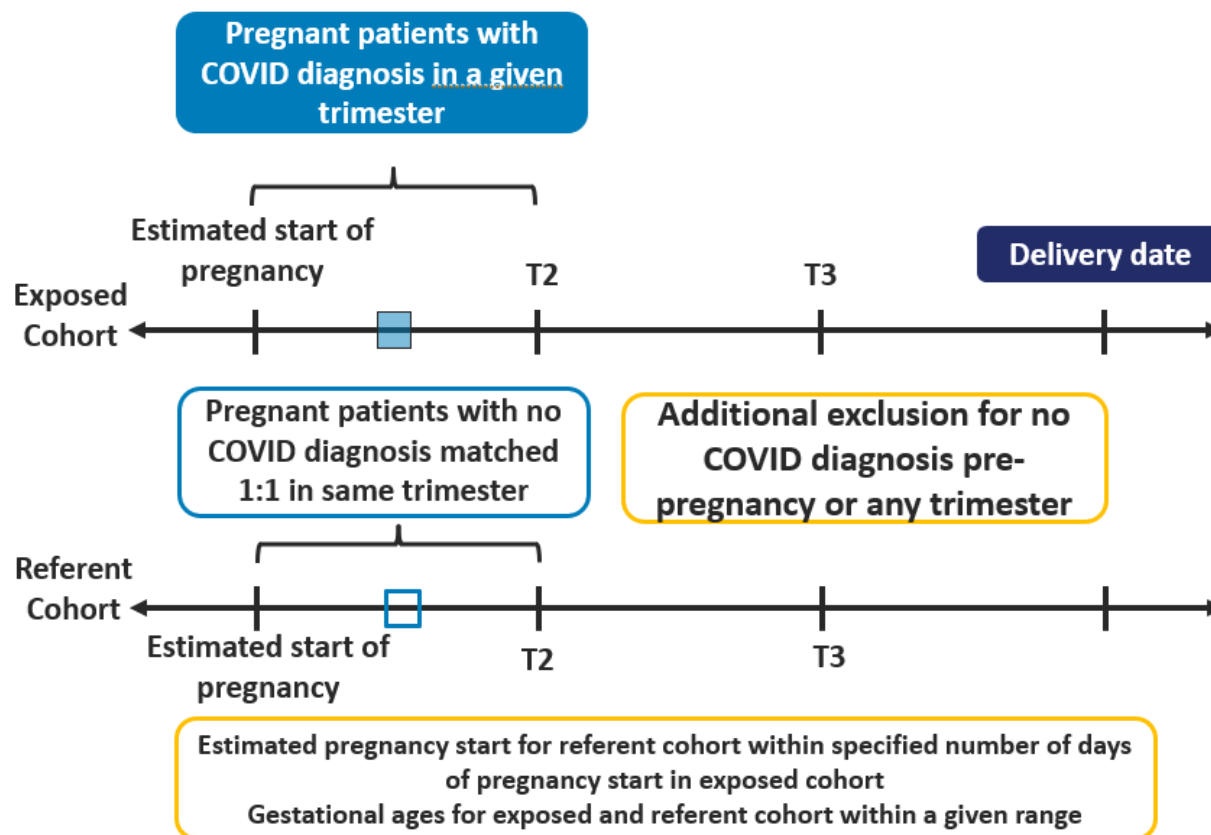 Pregnant patients with
COVID diagnosis in a given
trimester
Estimated start of
pregnancy
T2
T3
Delivery date
Exposed
Cohort
Pregnant patients with no
COVID diagnosis matched
1:1 in same trimester
Additional exclusion for no
COVID diagnosis pre-
pregnancy or any trimester
Referent
Cohort
Estimated start of
pregnancy
T2
T3
Estimated pregnancy start for referent cohort within specified number of days
of pregnancy start in exposed cohort
Gestational ages for exposed and referent cohort within a given range